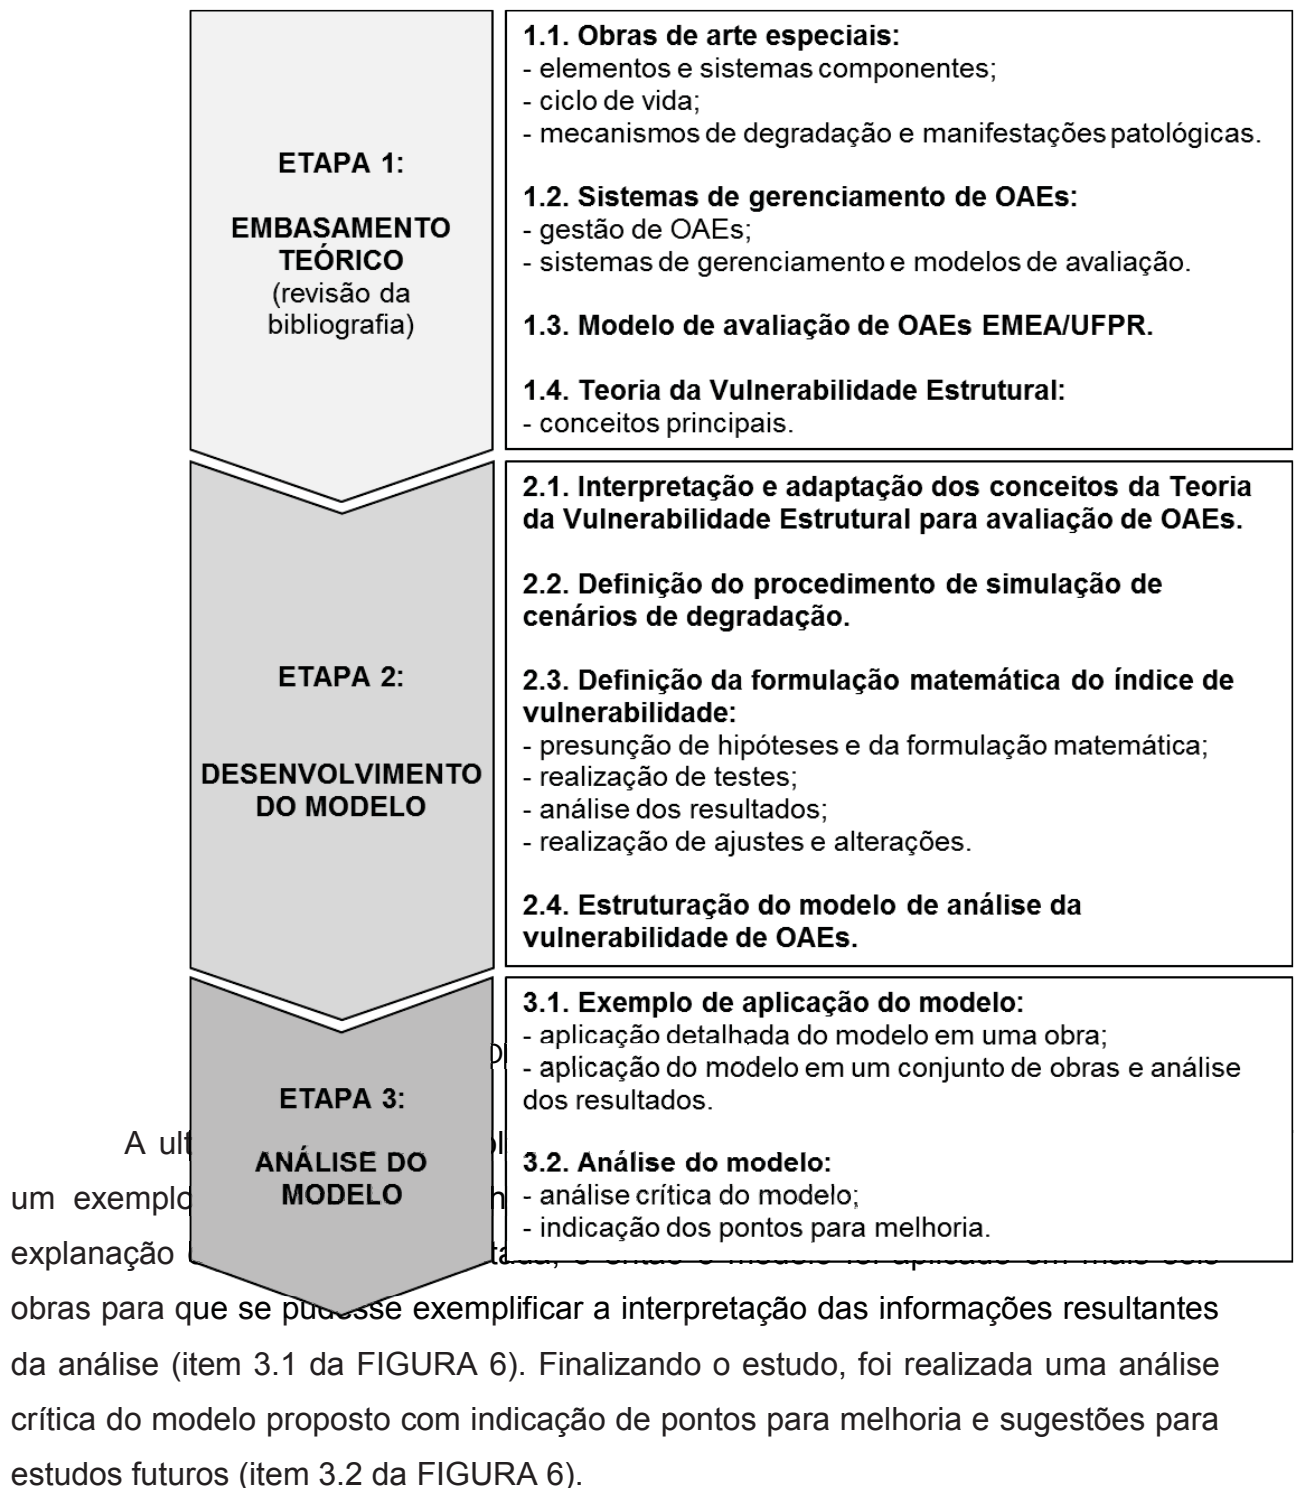 ETAPA 1:
EMBASAMENTO
TEÓRICO
(revisão da
bibliografia)
1.1. Obras de arte especiais:
- elementos e sistemas componentes;
- ciclo de vida;
- mecanismos de degradação e manifestações patológicas.
1.2. Sistemas de gerenciamento de OAEs:
- gestão de OAEs;
- sistemas de gerenciamento e modelos de avaliação.
1.3. Modelo de avaliação de OAEs EMEA/UFPR.
1.4. Teoria da Vulnerabilidade Estrutural:
- conceitos principais.
ETAPA 2:
DESENVOLVIMENTO
DO MODELO
2.1. Interpretação e adaptação dos conceitos da Teoria
da Vulnerabilidade Estrutural para avaliação de OAEs.
2.2. Definição do procedimento de simulação de
cenários de degradação.
2.3. Definição da formulação matemática do índice de
vulnerabilidade:
- presunção de hipóteses e da formulação matemática;
- realização de testes;
- análise dos resultados;
- realização de ajustes e alterações.
2.4. Estruturação do modelo de análise da
vulnerabilidade de OAEs.
ETAPA 3:
ANÁLISE DO
MODELO
3.1. Exemplo de aplicação do modelo:
- aplicação detalhada do modelo em uma obra;
- aplicação do modelo em um conjunto de obras e análise
dos resultados.
3.2. Análise do modelo:
- análise crítica do modelo;
- indicação dos pontos para melhoria.
A
um exemplo
explanação então o modelo foi aplicado em mais seis
obras para que se pudesse exemplificar a interpretação das informações resultantes
da análise (item 3.1 da FIGURA 6). Finalizando o estudo, foi realizada uma análise
crítica do modelo proposto com indicação de pontos para melhoria e sugestões para
estudos futuros (item 3.2 da FIGURA 6).